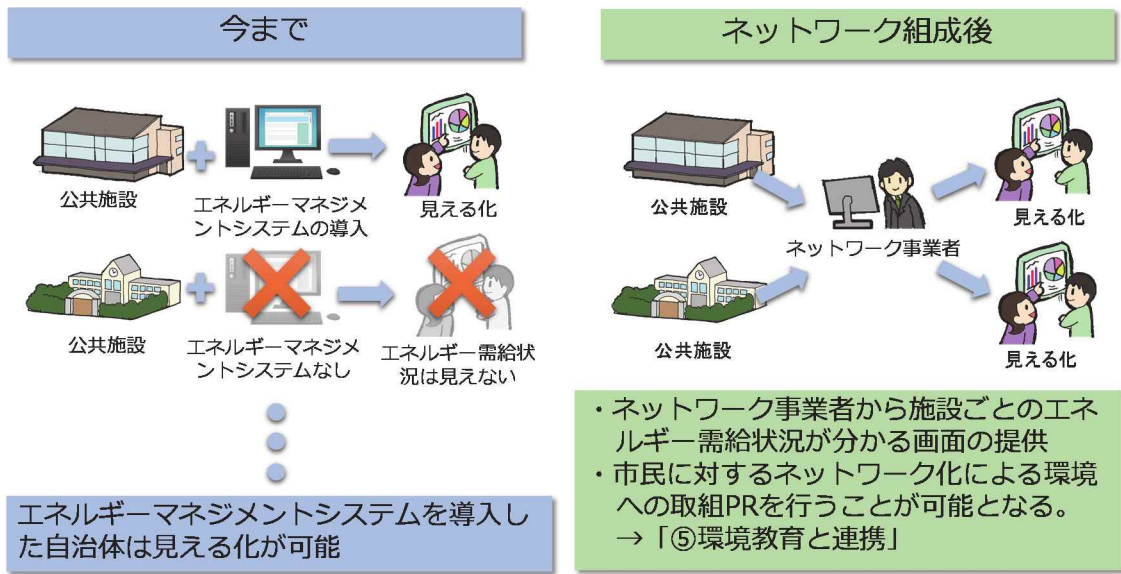 今まで
公共施設
エネルギーマネジメ
ントシステムの導入
見える化
公共施設
エネルギーマネジメ
ントシステムなし
エネルギー需給状
況は見えない
エネルギーマネジメントシステムを導入し
た自治体は見える化が可能
ネットワーク組成後
公共施設
ネットワーク事業者
見える化
公共施設
見える化
・ネットワーク事業者から施設ごとのエネ
ルギー需給状況が分かる画面の提供
・市民に対するネットワーク化による環境
への取組PRを行うことが可能となる。
→「⑤環境教育と連携」